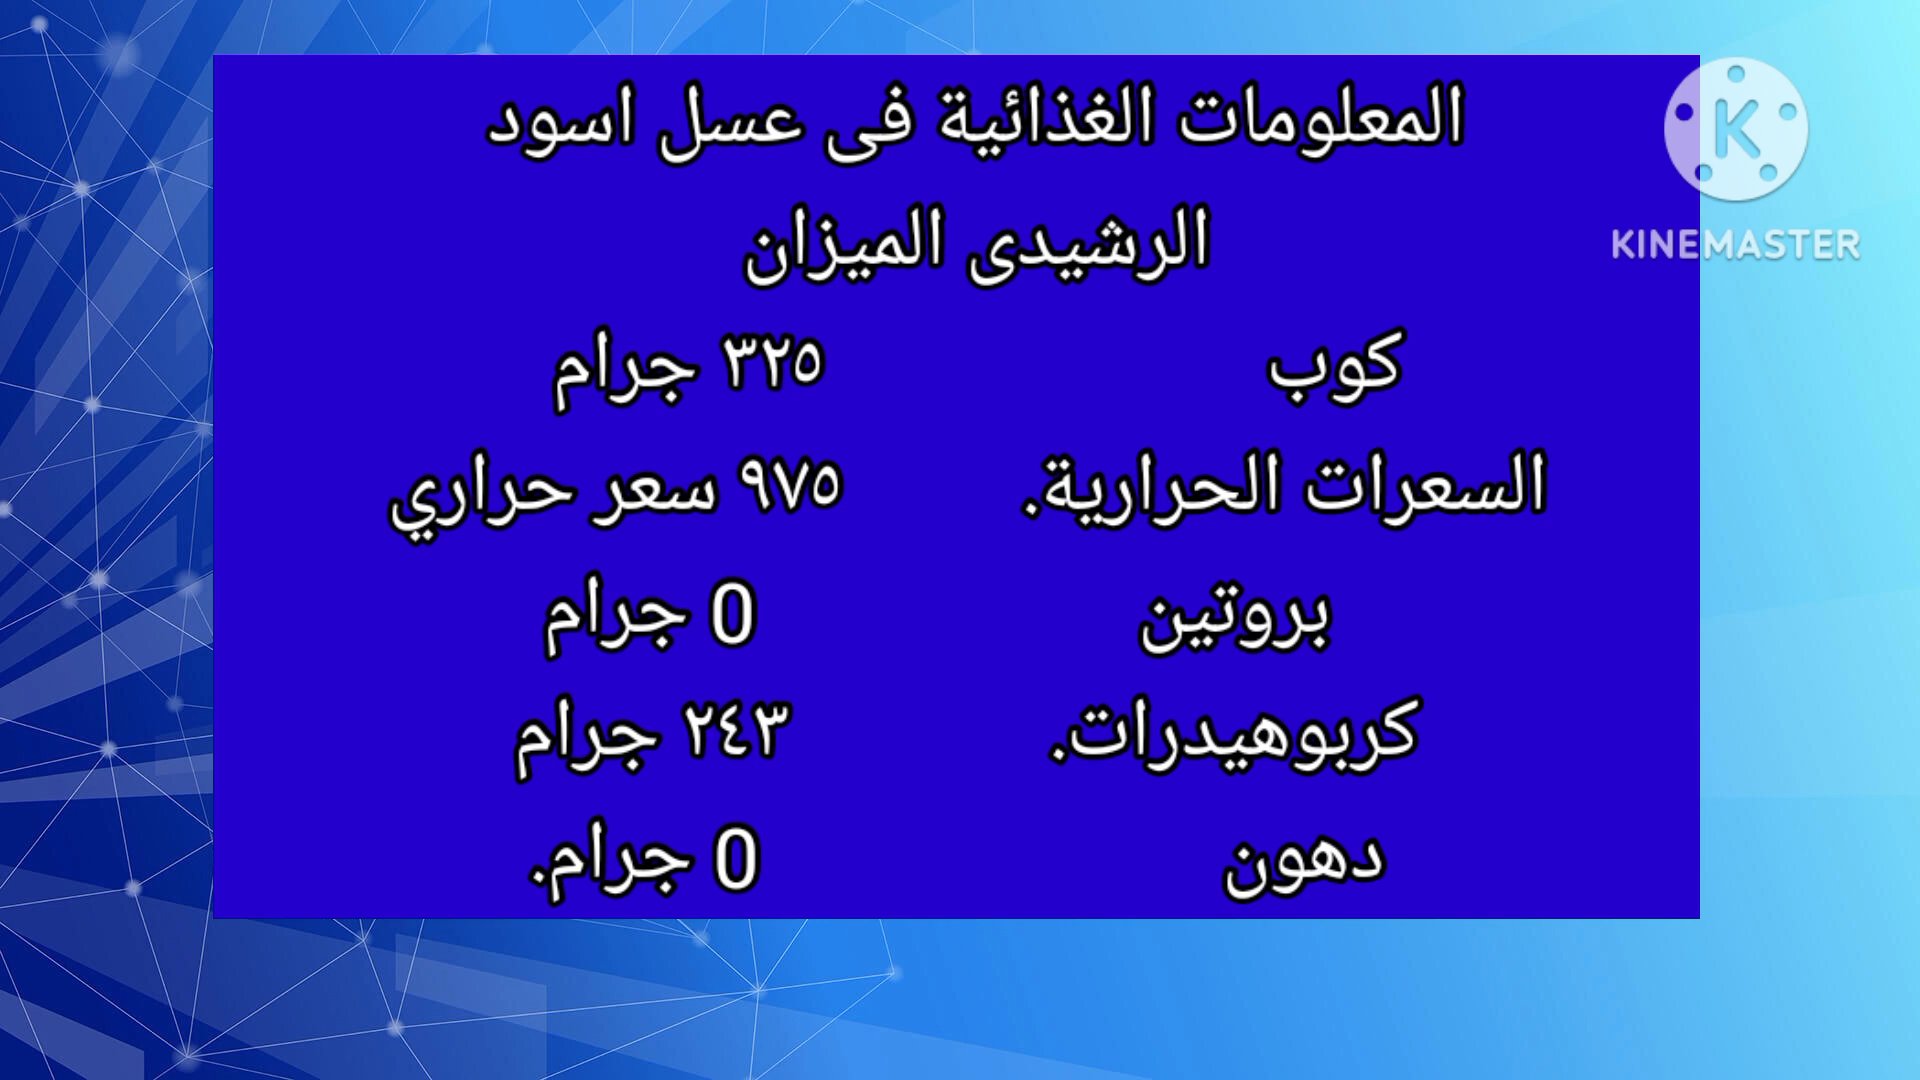 المعلومات الغذائية فى عسل اسود
الرشيدى الميزان
كوب ٣٢٥ جرام
السعرات الحرارية. ٩٧٥ سعر حراري
بروتين 0 جرام
كربوهيدرات. ٢٤٣ جرام
دهون 0 جرام.
K
KINEMASTER